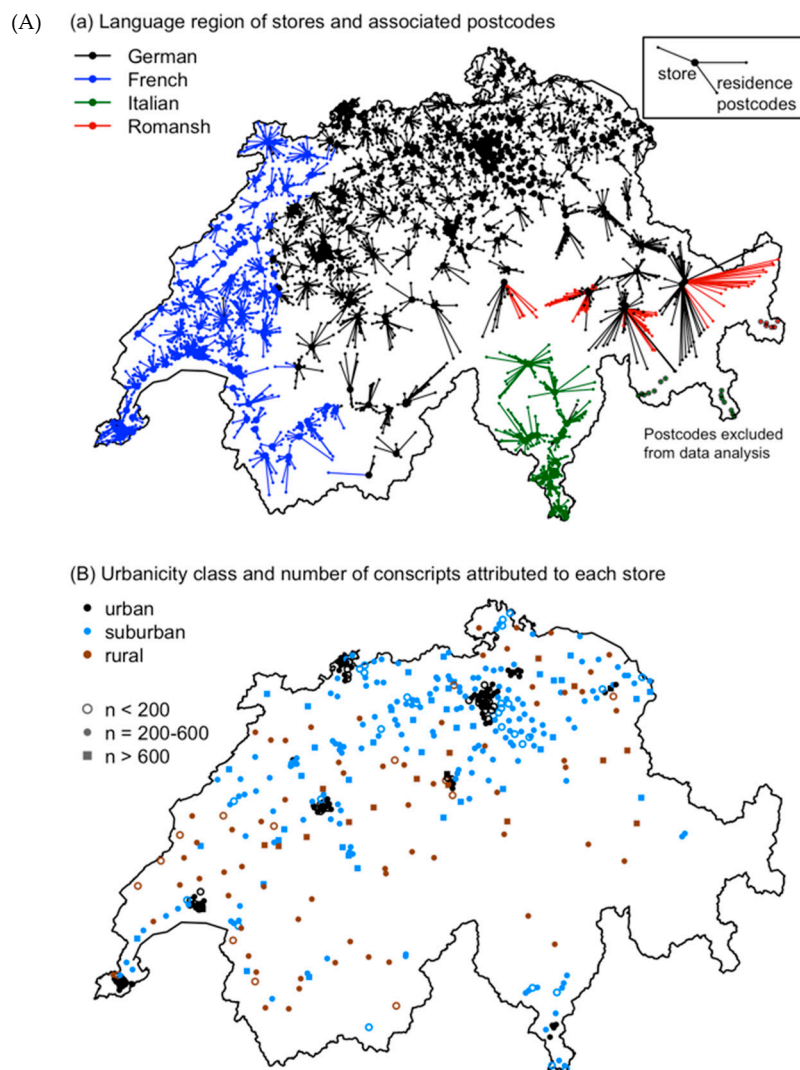 (A)
(a) Language region of stores and associated postcodes
German
French
Italian
Romansh
store
residence
postcodes
Postcodes excluded
from data analysis
(B) Urbanicity class and number of conscripts attributed to each store
urban
suburban
rural
n < 200
n = 200-600
n > 600